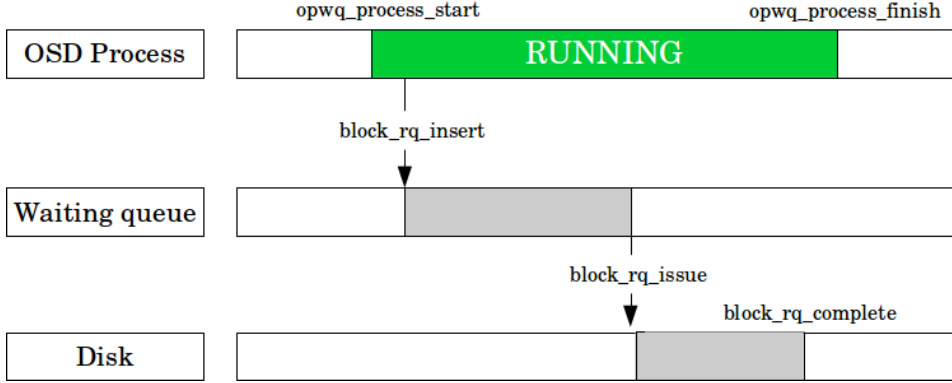 opwq_process_start
opwq_process_finish
OSD Process
RUNNING
block_rq_insert
Waiting queue
block_rq_issue
block_rq_complete
Disk